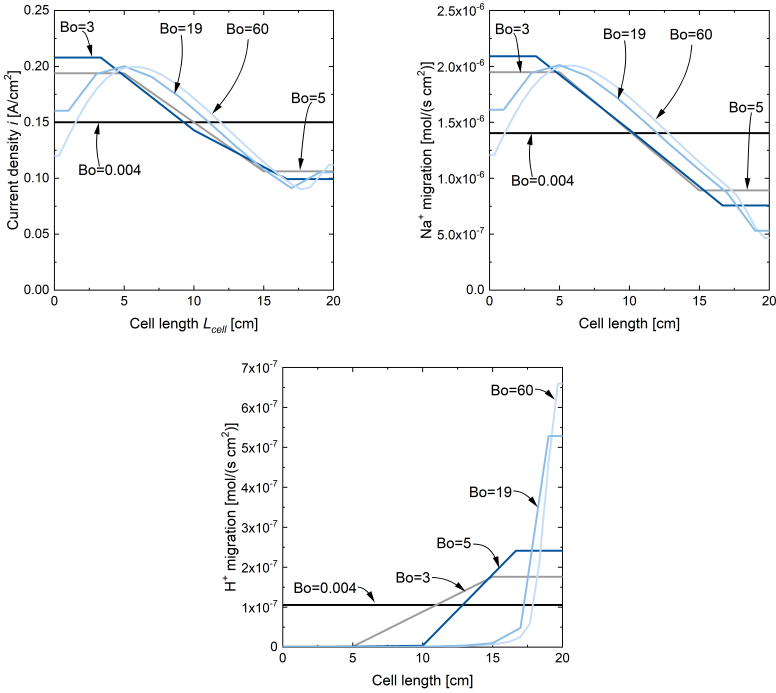 0.25
0.20
0.15
0.10
0.05
0.00
0
5
10
15
20
Current density i [A/cm²]
Cell length L_cell [cm]
Bo=3
Bo=19
Bo=60
Bo=5
Bo=0.004
2.5x10⁻⁶
2.0x10⁻⁶
1.5x10⁻⁶
1.0x10⁻⁶
5.0x10⁻⁷
0.0
0
5
10
15
20
Na⁺ migration [mol/(s cm²)]
Cell length [cm]
Bo=3
Bo=19
Bo=60
Bo=5
Bo=0.004
7x10⁻⁷
6x10⁻⁷
5x10⁻⁷
4x10⁻⁷
3x10⁻⁷
2x10⁻⁷
1x10⁻⁷
0
0
5
10
15
20
H⁺ migration [mol/(s cm²)]
Cell length [cm]
Bo=60
Bo=19
Bo=5
Bo=3
Bo=0.004